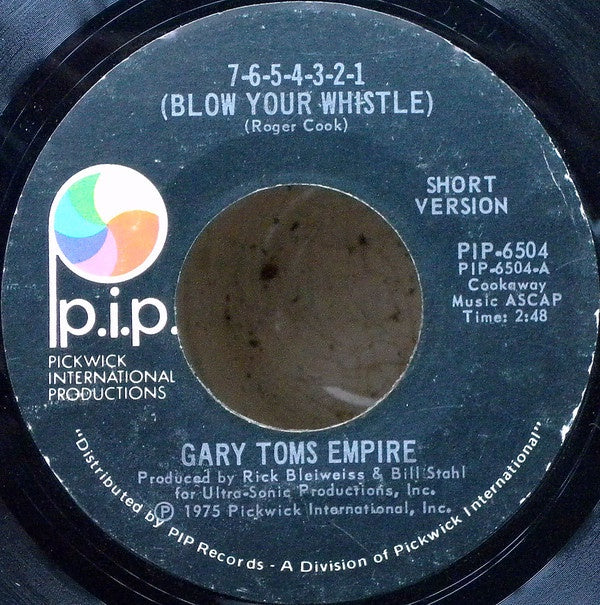 7-6-5-4-3-2-1
(BLOW YOUR WHISTLE)
(Roger Cook)
SHORT
VERSION
PIP-6504
PIP-6504-A
Cookaway
Music ASCAP
Time: 2:48
p.i.p.
PICKWICK
INTERNATIONAL
PRODUCTIONS
GARY TOMS EMPIRE
Produced by Rick Bleiweiss & Bill Stahl
for Ultra-Sonic Productions, Inc.
Ⓟ 1975 Pickwick International, Inc.
"Distributed by PIP Records - A Division of Pickwick International"